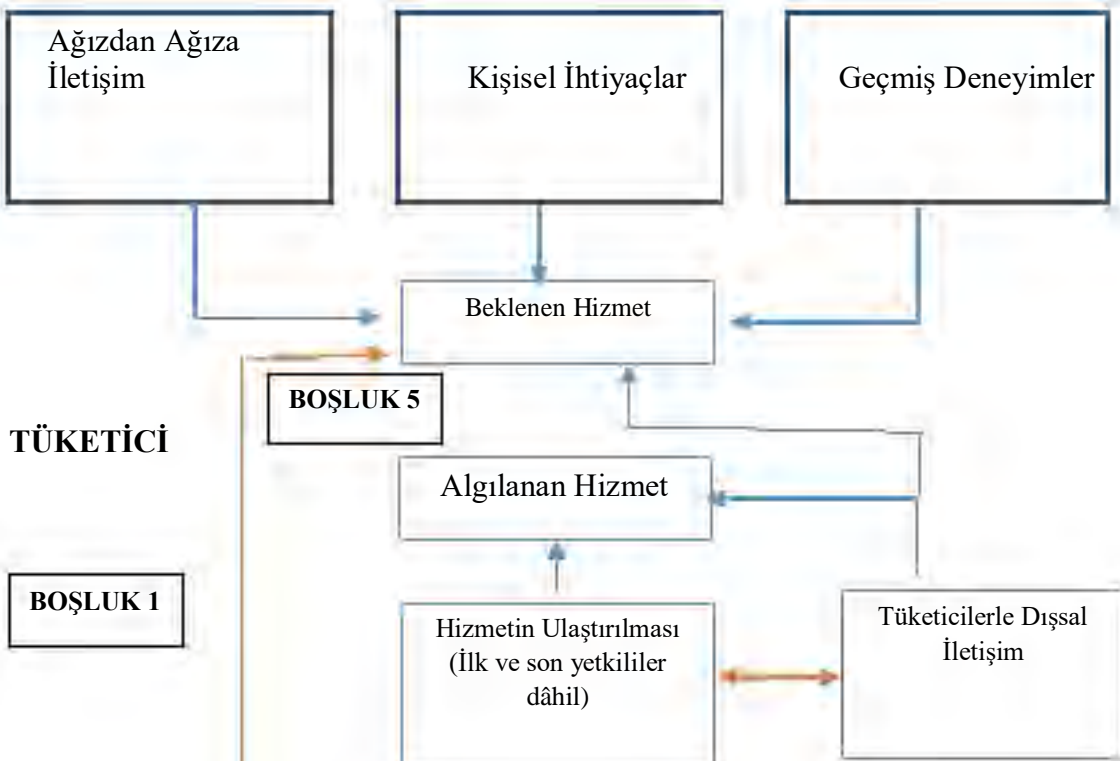 Ağızdan Ağıza
İletişim
Kişisel İhtiyaçlar
Geçmiş Deneyimler
Beklenen Hizmet
BOŞLUK 5
TÜKETİCİ
Algılanan Hizmet
BOŞLUK 1
Hizmetin Ulaştırılması
(İlk ve son yetkililer
dâhil)
Tüketicilerle Dışsal
İletişim